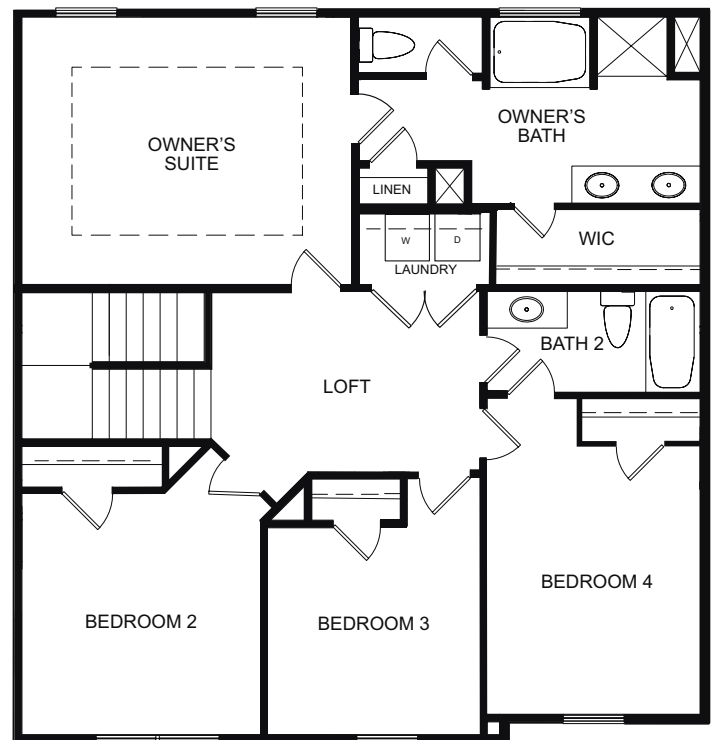 OWNER'S
SUITE
OWNER'S
BATH
LINEN
WIC
W
D
LAUNDRY
BATH 2
LOFT
BEDROOM 4
BEDROOM 2
BEDROOM 3